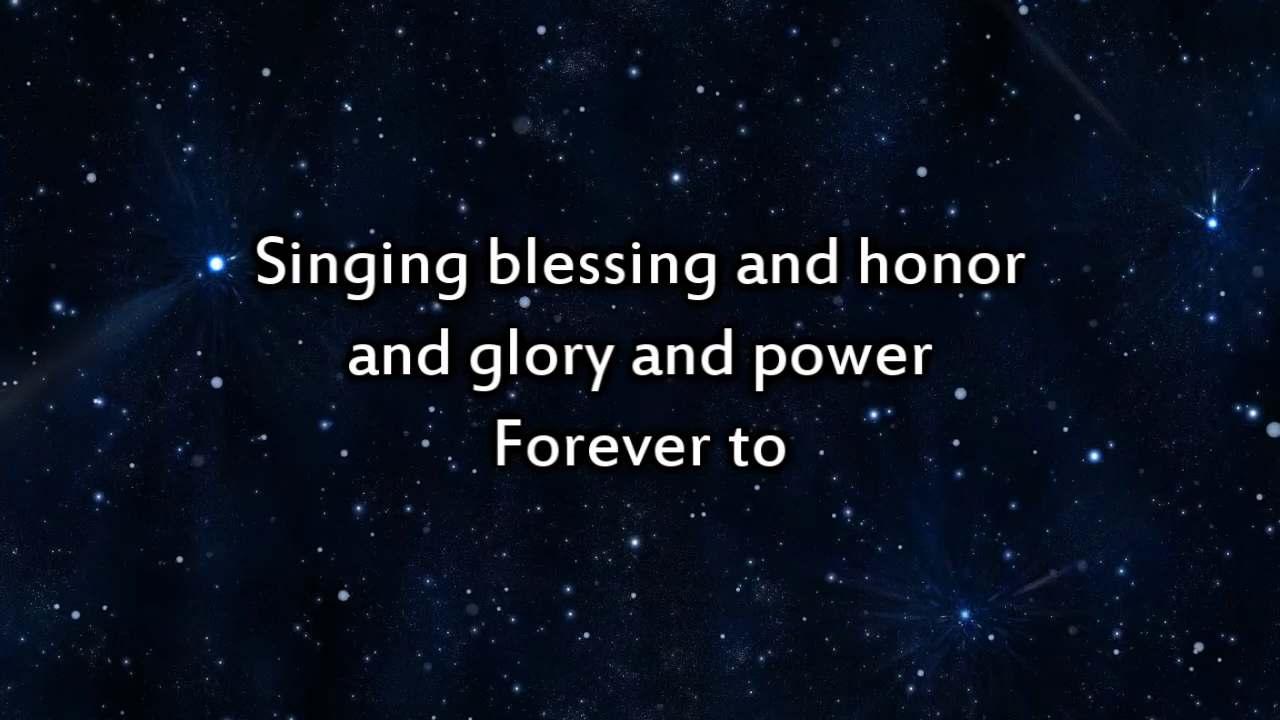 Singing blessing and honor
and glory and power
Forever to